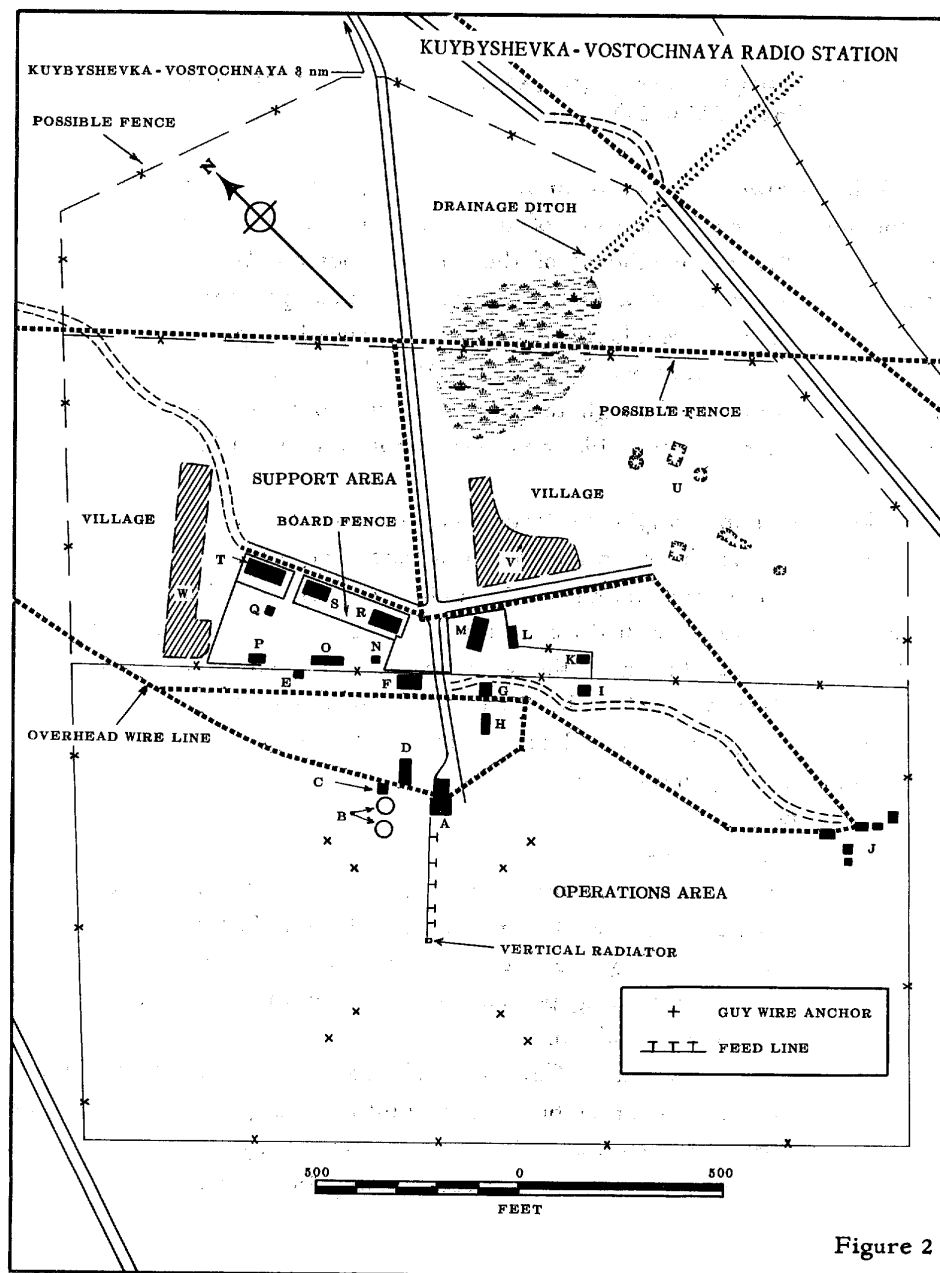 KUYBYSHEVKA-VOSTOCHNAYA RADIO STATION
KUYBYSHEVKA-VOSTOCHNAYA 3 nm
POSSIBLE FENCE
N
DRAINAGE DITCH
POSSIBLE FENCE
SUPPORT AREA
VILLAGE
U
VILLAGE
BOARD FENCE
T
V
W
S
Q
R
M
L
P
O
N
K
E
F
G
I
H
OVERHEAD WIRE LINE
D
C
B
A
J
OPERATIONS AREA
VERTICAL RADIATOR
+ GUY WIRE ANCHOR
FEED LINE
500 0 500
FEET
Figure 2